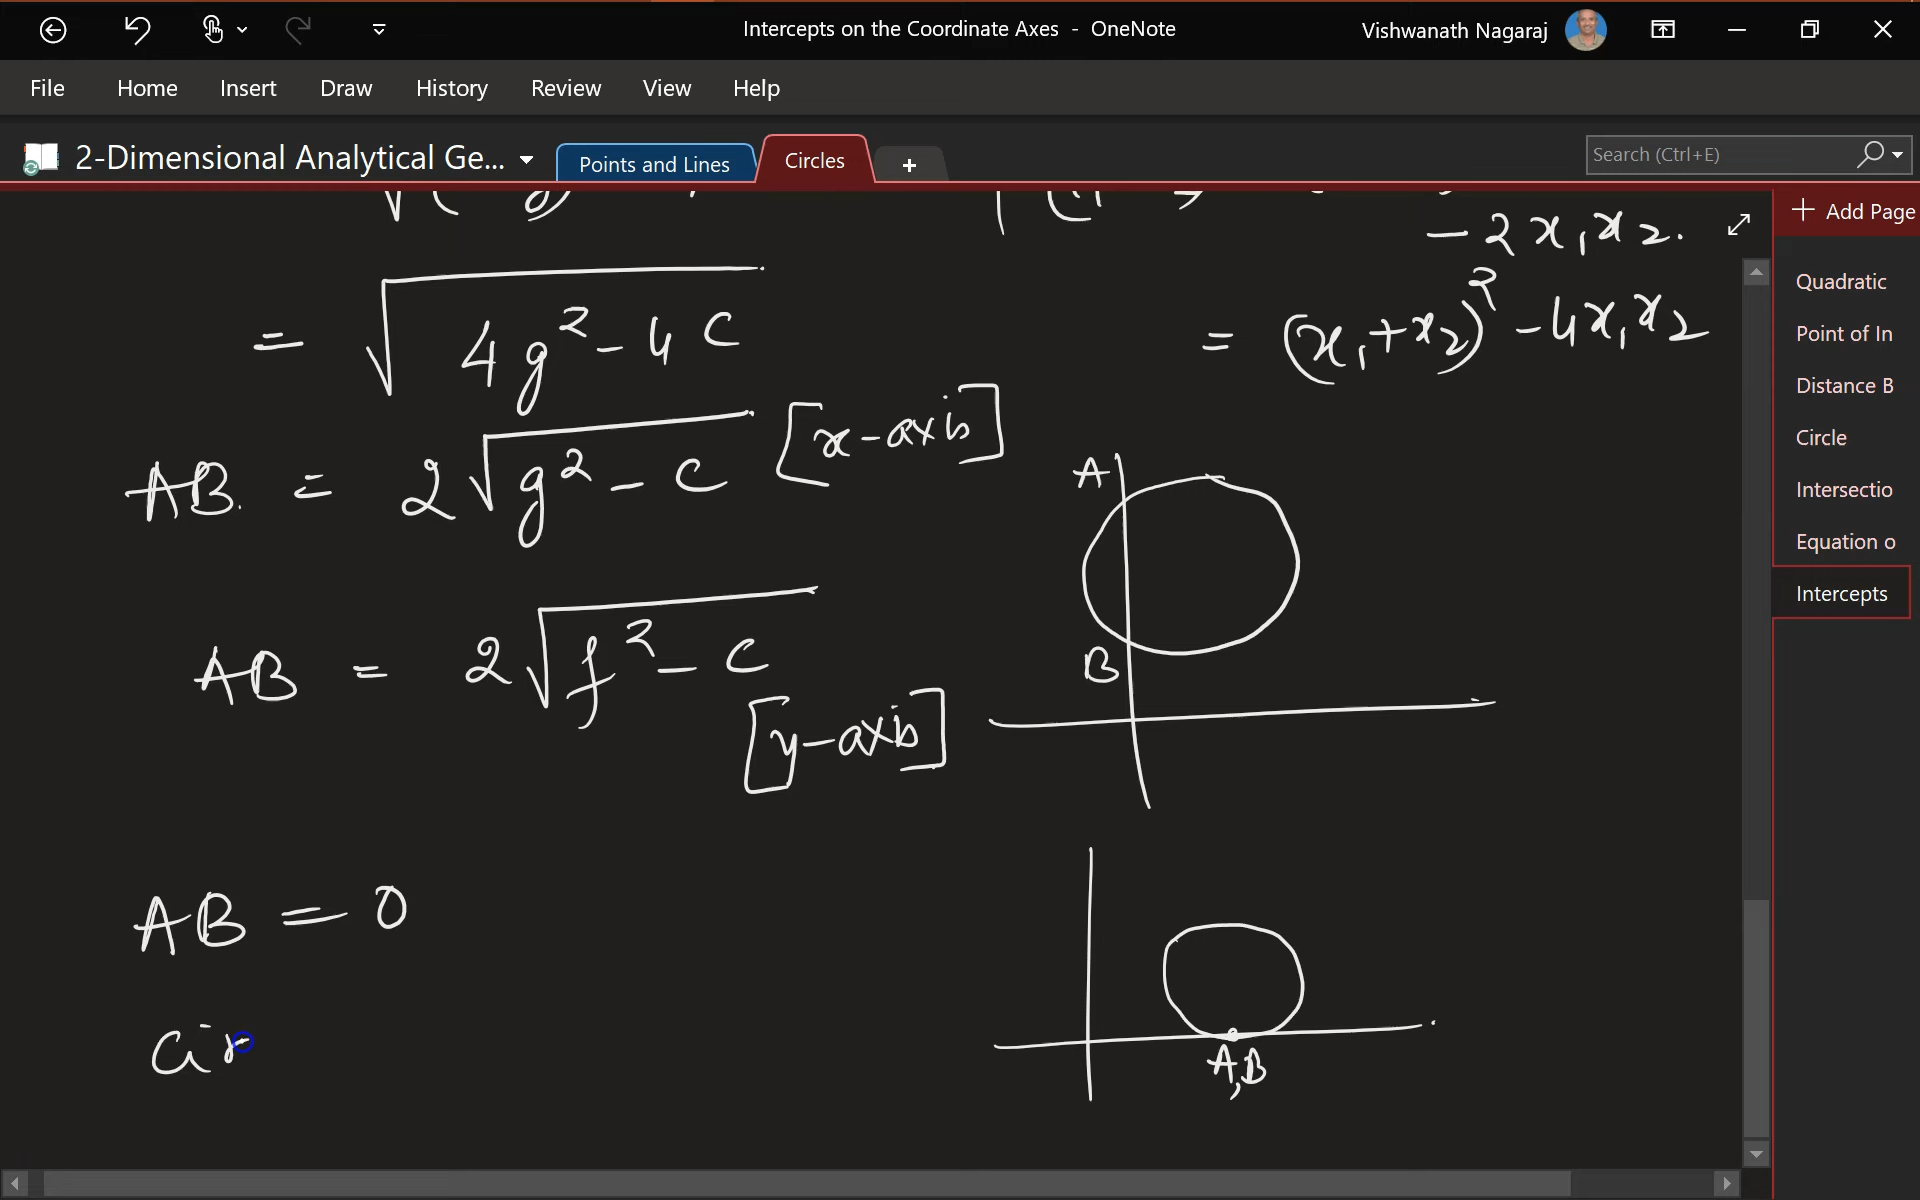 Intercepts on the Coordinate Axes - OneNote
Vishwanath Nagaraj
File Home Insert Draw History Review View Help
2-Dimensional Analytical Ge...
Points and Lines
Circles
+
Search (Ctrl+E)
+ Add Page
Quadratic
Point of In
Distance B
Circle
Intersectio
Equation o
Intercepts
- 2x₁x₂.
= √(4g² - 4c)
= (x₁+x₂)² - 4x₁x₂
AB. = 2√(g² - c) [x-axis]
A
AB = 2√(f² - c)
B
[y-axis]
AB = 0
Cir
A,B